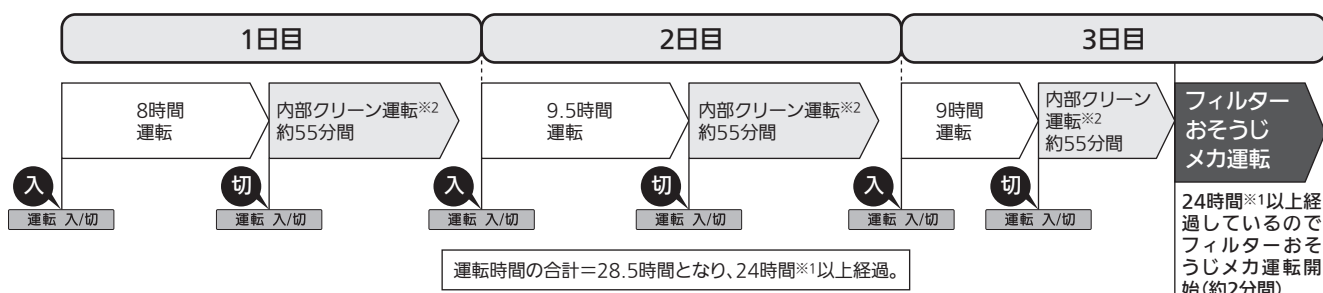 1日目
2日目
3日目
8時間
運転
内部クリーン運転※2
約55分間
9.5時間
運転
内部クリーン運転※2
約55分間
9時間
運転
内部クリーン
運転※2
約55分間
フィルター
おそうじ
メカ運転
入
運転 入/切
切
運転 入/切
入
運転 入/切
切
運転 入/切
入
運転 入/切
切
運転 入/切
24時間※1以上経
過しているので
フィルターおそ
うじメカ運転開
始(約2分間)
運転時間の合計＝28.5時間となり、24時間※1以上経過。